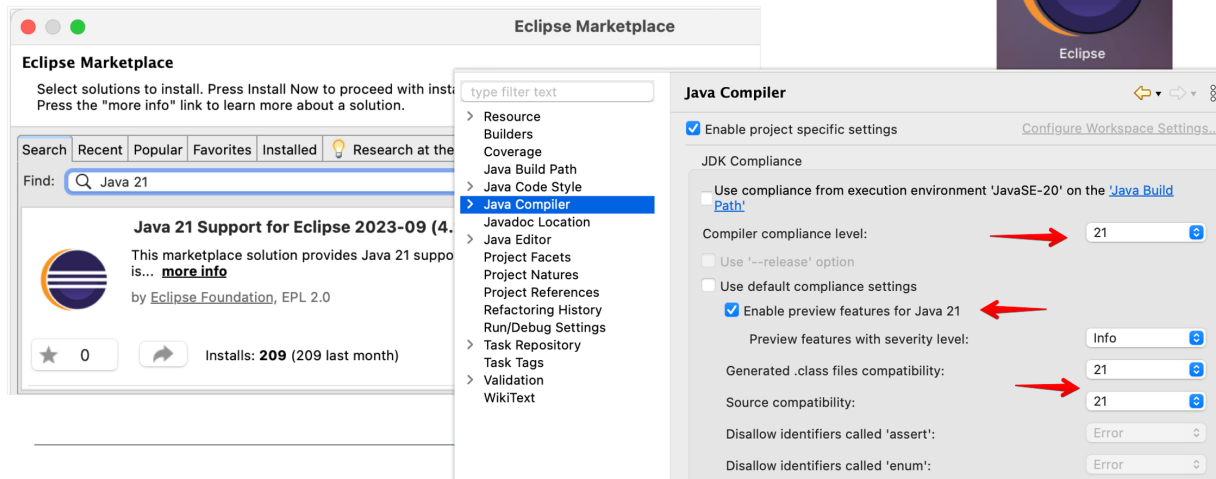 Eclipse Marketplace
Eclipse
Eclipse Marketplace
Select solutions to install. Press Install Now to proceed with
Press the "more info" link to learn more about a solution.
Search Recent Popular Favorites Installed Research at the
Find: Java 21
Java 21 Support for Eclipse 2023-09 (4.
This marketplace solution provides Java 21
is... more info
by Eclipse Foundation, EPL 2.0
0 Installs: 209 (209 last month)
type filter text
Resource
Builders
Coverage
Java Build Path
Java Code Style
Java Compiler
Javadoc Location
Java Editor
Project Facets
Project Natures
Project References
Refactoring History
Run/Debug Settings
Task Repository
Task Tags
Validation
WikiText
Java Compiler
Enable project specific settings Configure Workspace Settings...
JDK Compliance
Use compliance from execution environment 'JavaSE-20' on the 'Java Build
Path'
Compiler compliance level: 21
Use '--release' option
Use default compliance settings
Enable preview features for Java 21
Preview features with severity level: Info
Generated .class files compatibility: 21
Source compatibility: 21
Disallow identifiers called 'assert': Error
Disallow identifiers called 'enum': Error